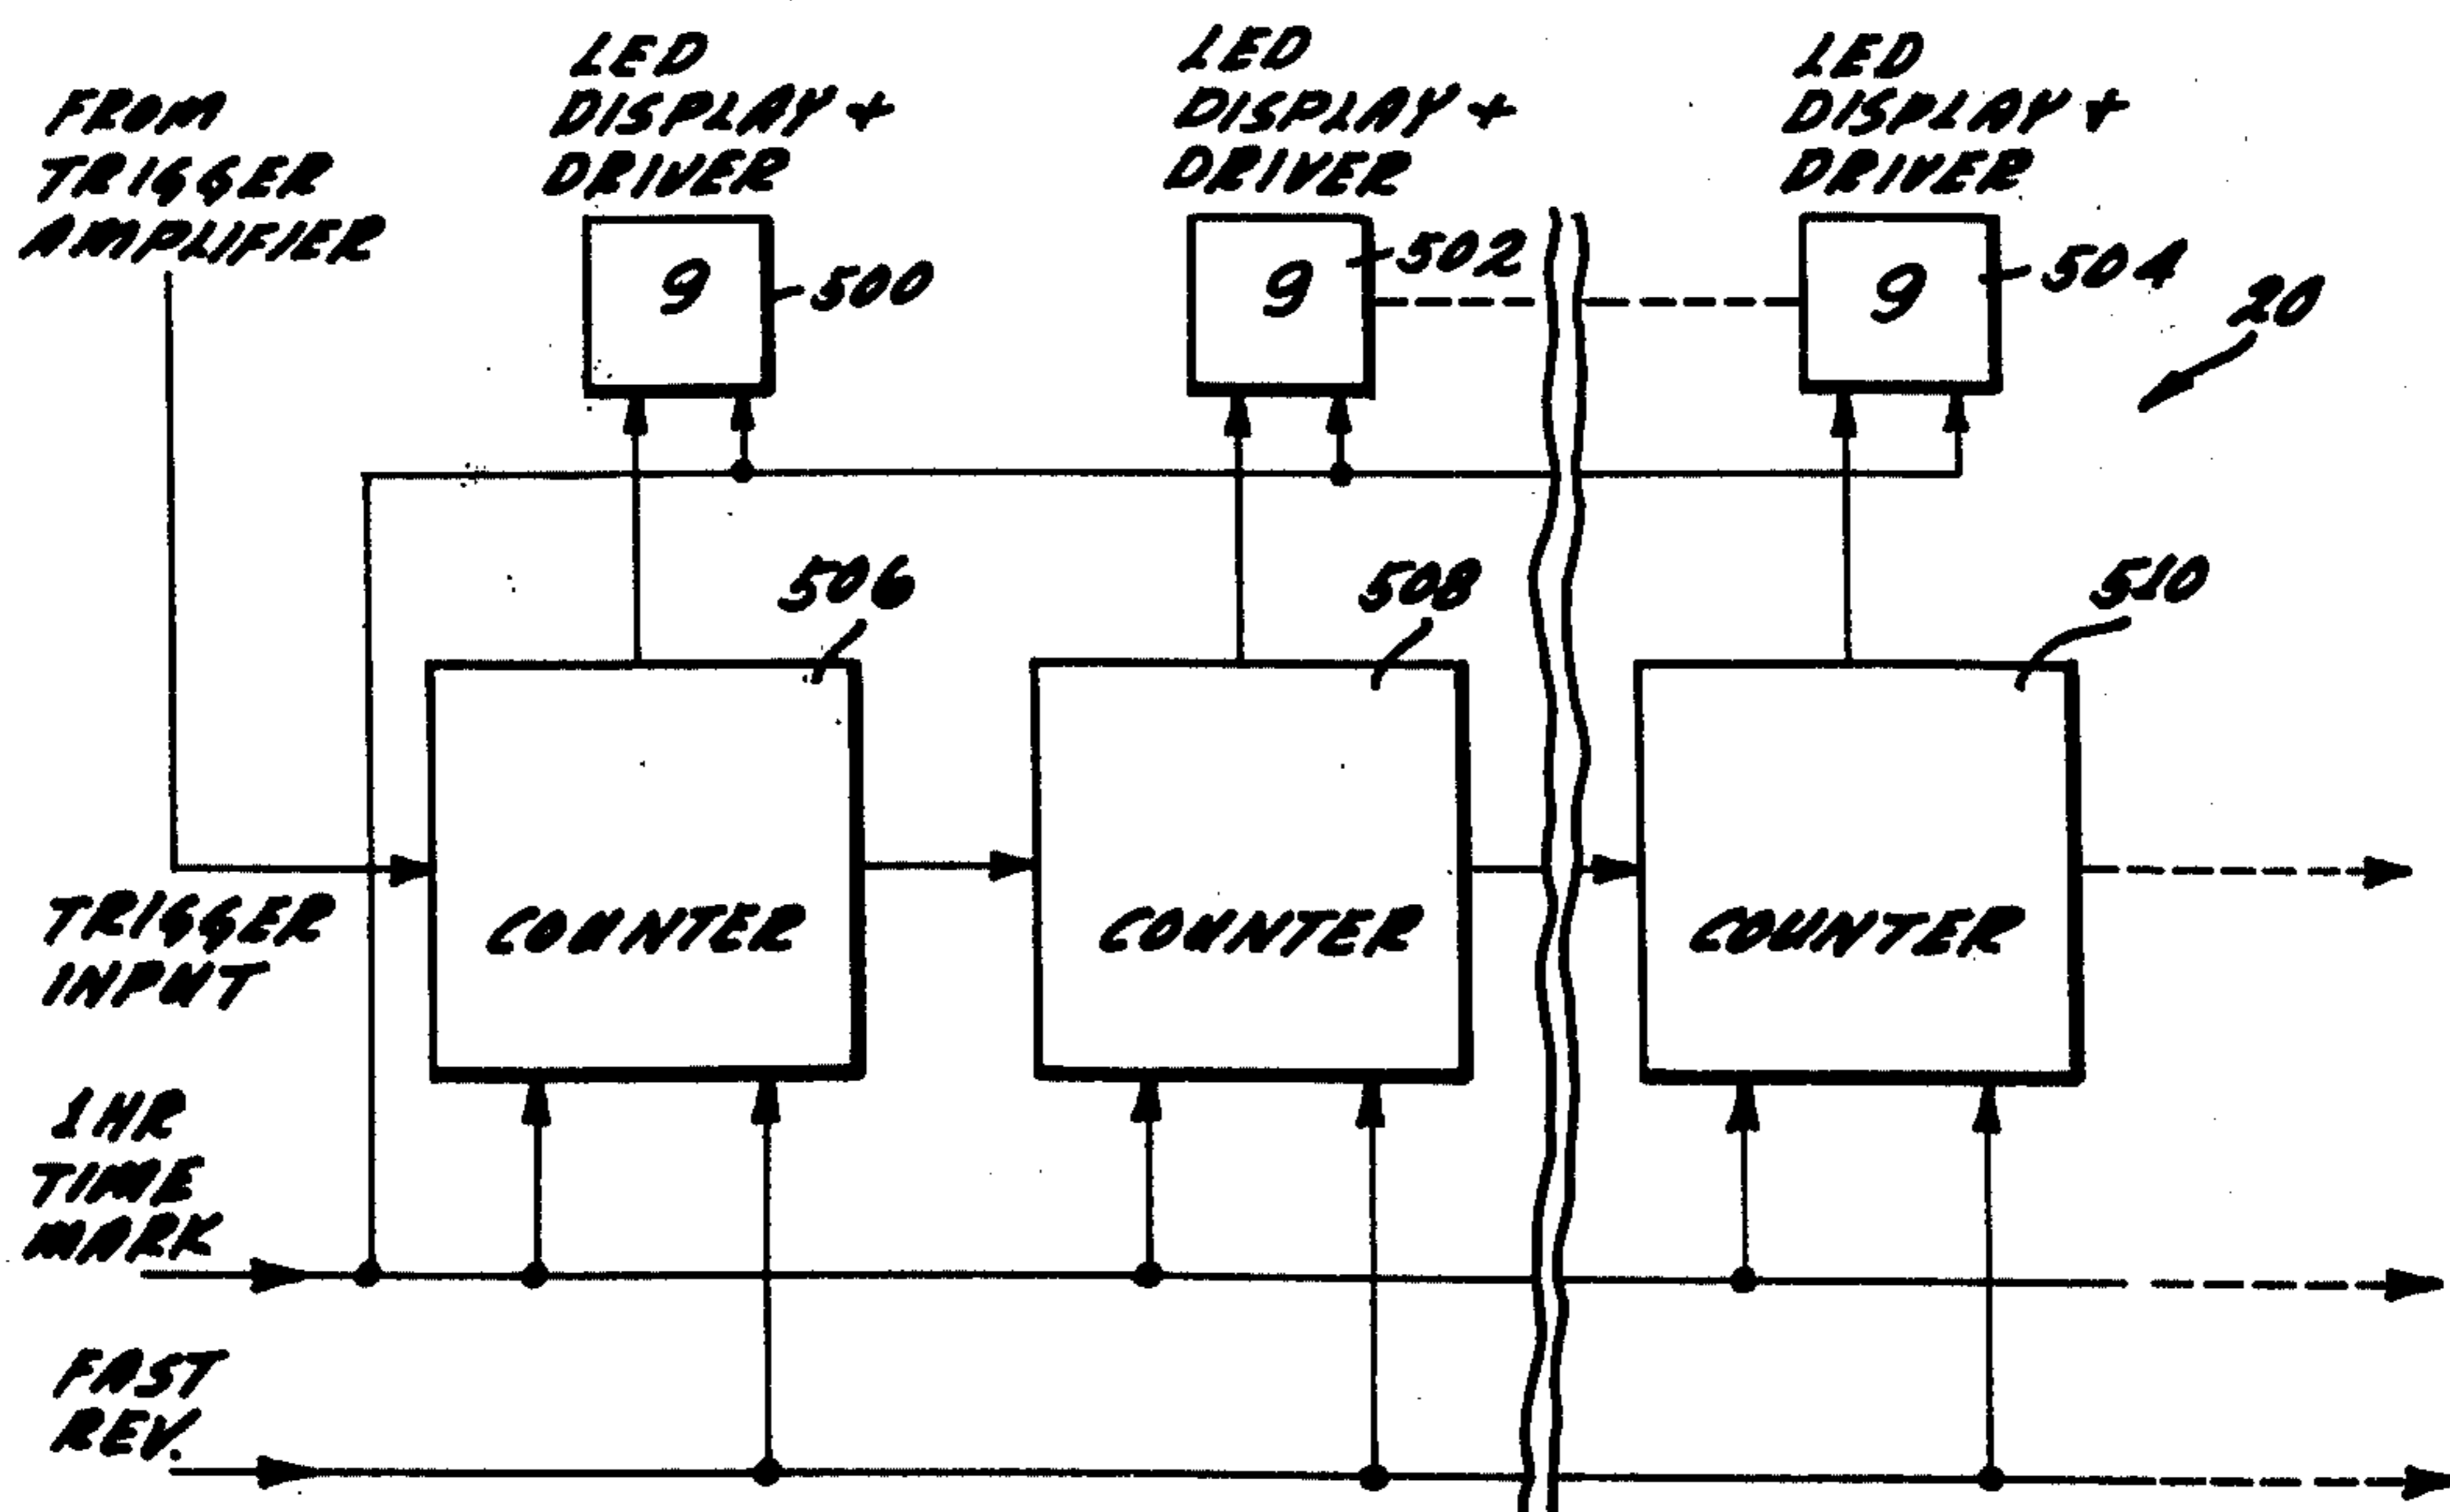 FROM
TRIGGER
AMPLIFIER
LED
DISPLAY +
DRIVER
LED
DISPLAY +
DRIVER
LED
DISPLAY +
DRIVER
9
500
9
502
9
504
20
506
508
510
COUNTER
COUNTER
COUNTER
TRIGGER
INPUT
1HR
TIME
MARK
FAST
REV.